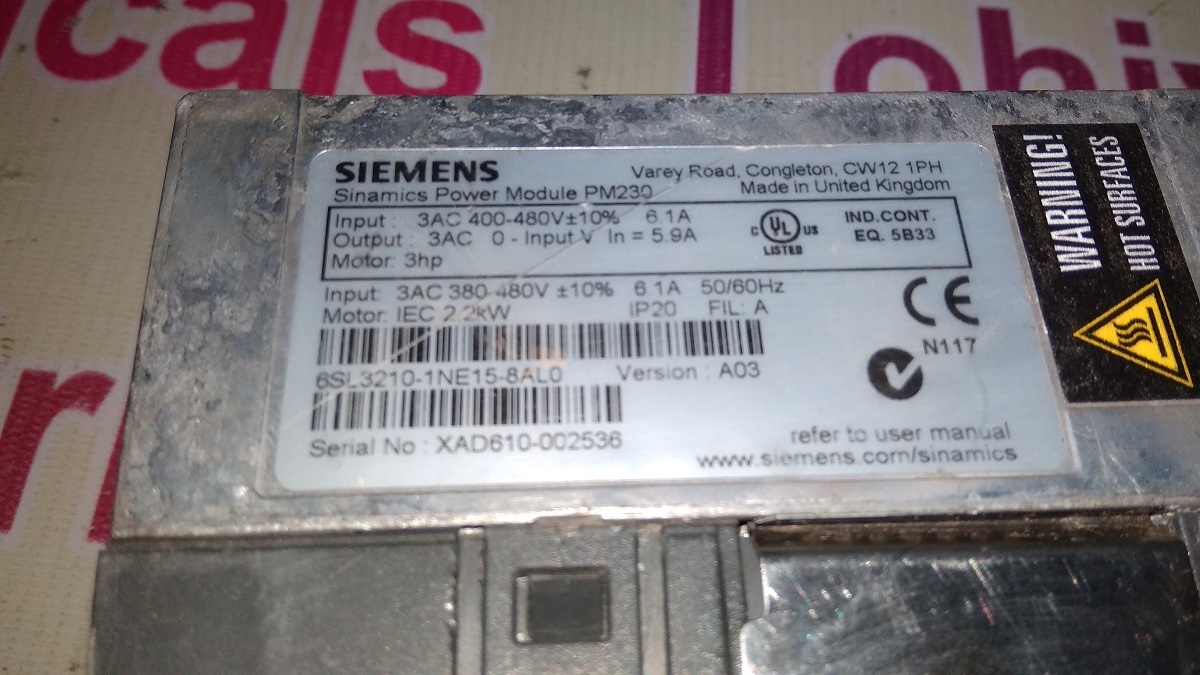 cals
SIEMENS
Varey Road, Congleton, CW12 1PH
Sinamics Power Module PM230
Made in United Kingdom
Input : 3AC 400-480V±10% 6.1A
Output : 3AC 0 - Input V In = 5.9A
Motor: 3hp
C UL US
LISTED
IND.CONT.
EQ. 5B33
Input: 3AC 380-480V ±10% 6.1A 50/60Hz
Motor: IEC 2.2kW IP20 FIL: A
CE
N117
6SL3210-1NE15-8AL0 Version : A03
Serial No : XAD610-002536
refer to user manual
www.siemens.com/sinamics
WARNING!
HOT SURFACES